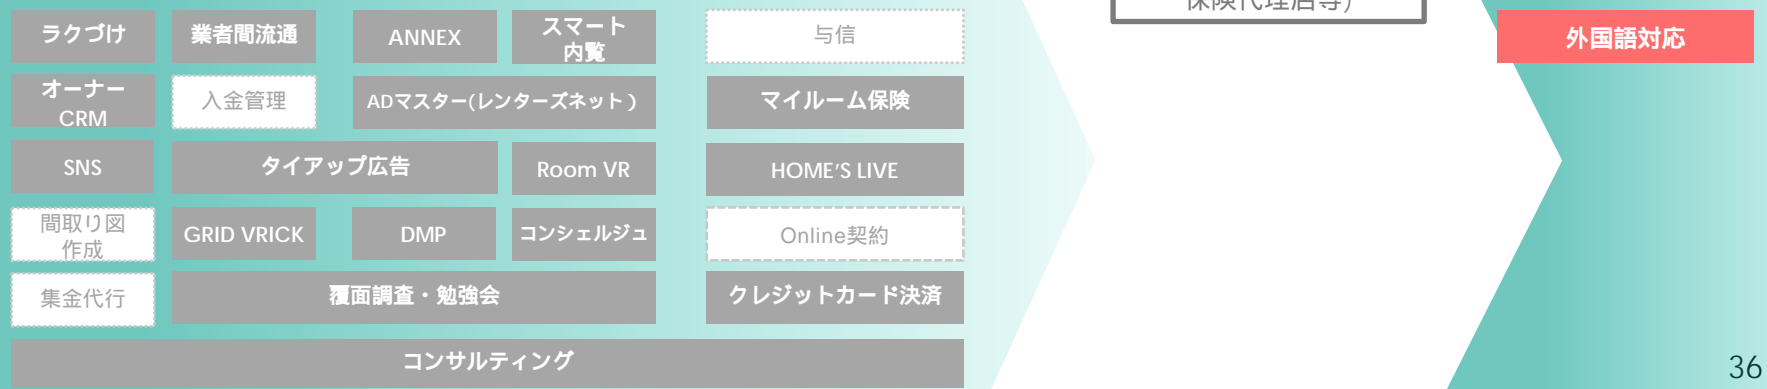 保険代理店等)
ラクづけ
業者間流通
ANNEX
スマート
内覧
与信
外国語対応
オーナー
CRM
入金管理
ADマスター(レンターズネット)
マイルーム保険
SNS
タイアップ広告
Room VR
HOME'S LIVE
間取り図
作成
GRID VRICK
DMP
コンシェルジュ
Online契約
集金代行
覆面調査・勉強会
クレジットカード決済
コンサルティング
36